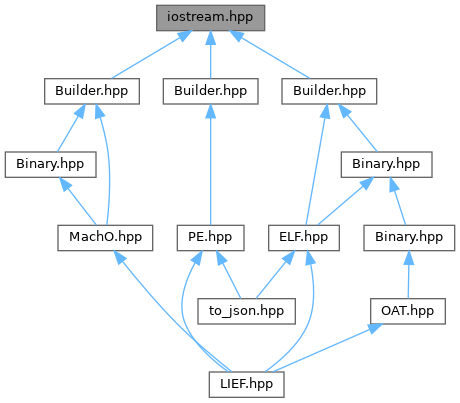 iostream.hpp
Builder.hpp
Builder.hpp
Builder.hpp
Binary.hpp
Binary.hpp
MachO.hpp
PE.hpp
ELF.hpp
Binary.hpp
to_json.hpp
OAT.hpp
LIEF.hpp